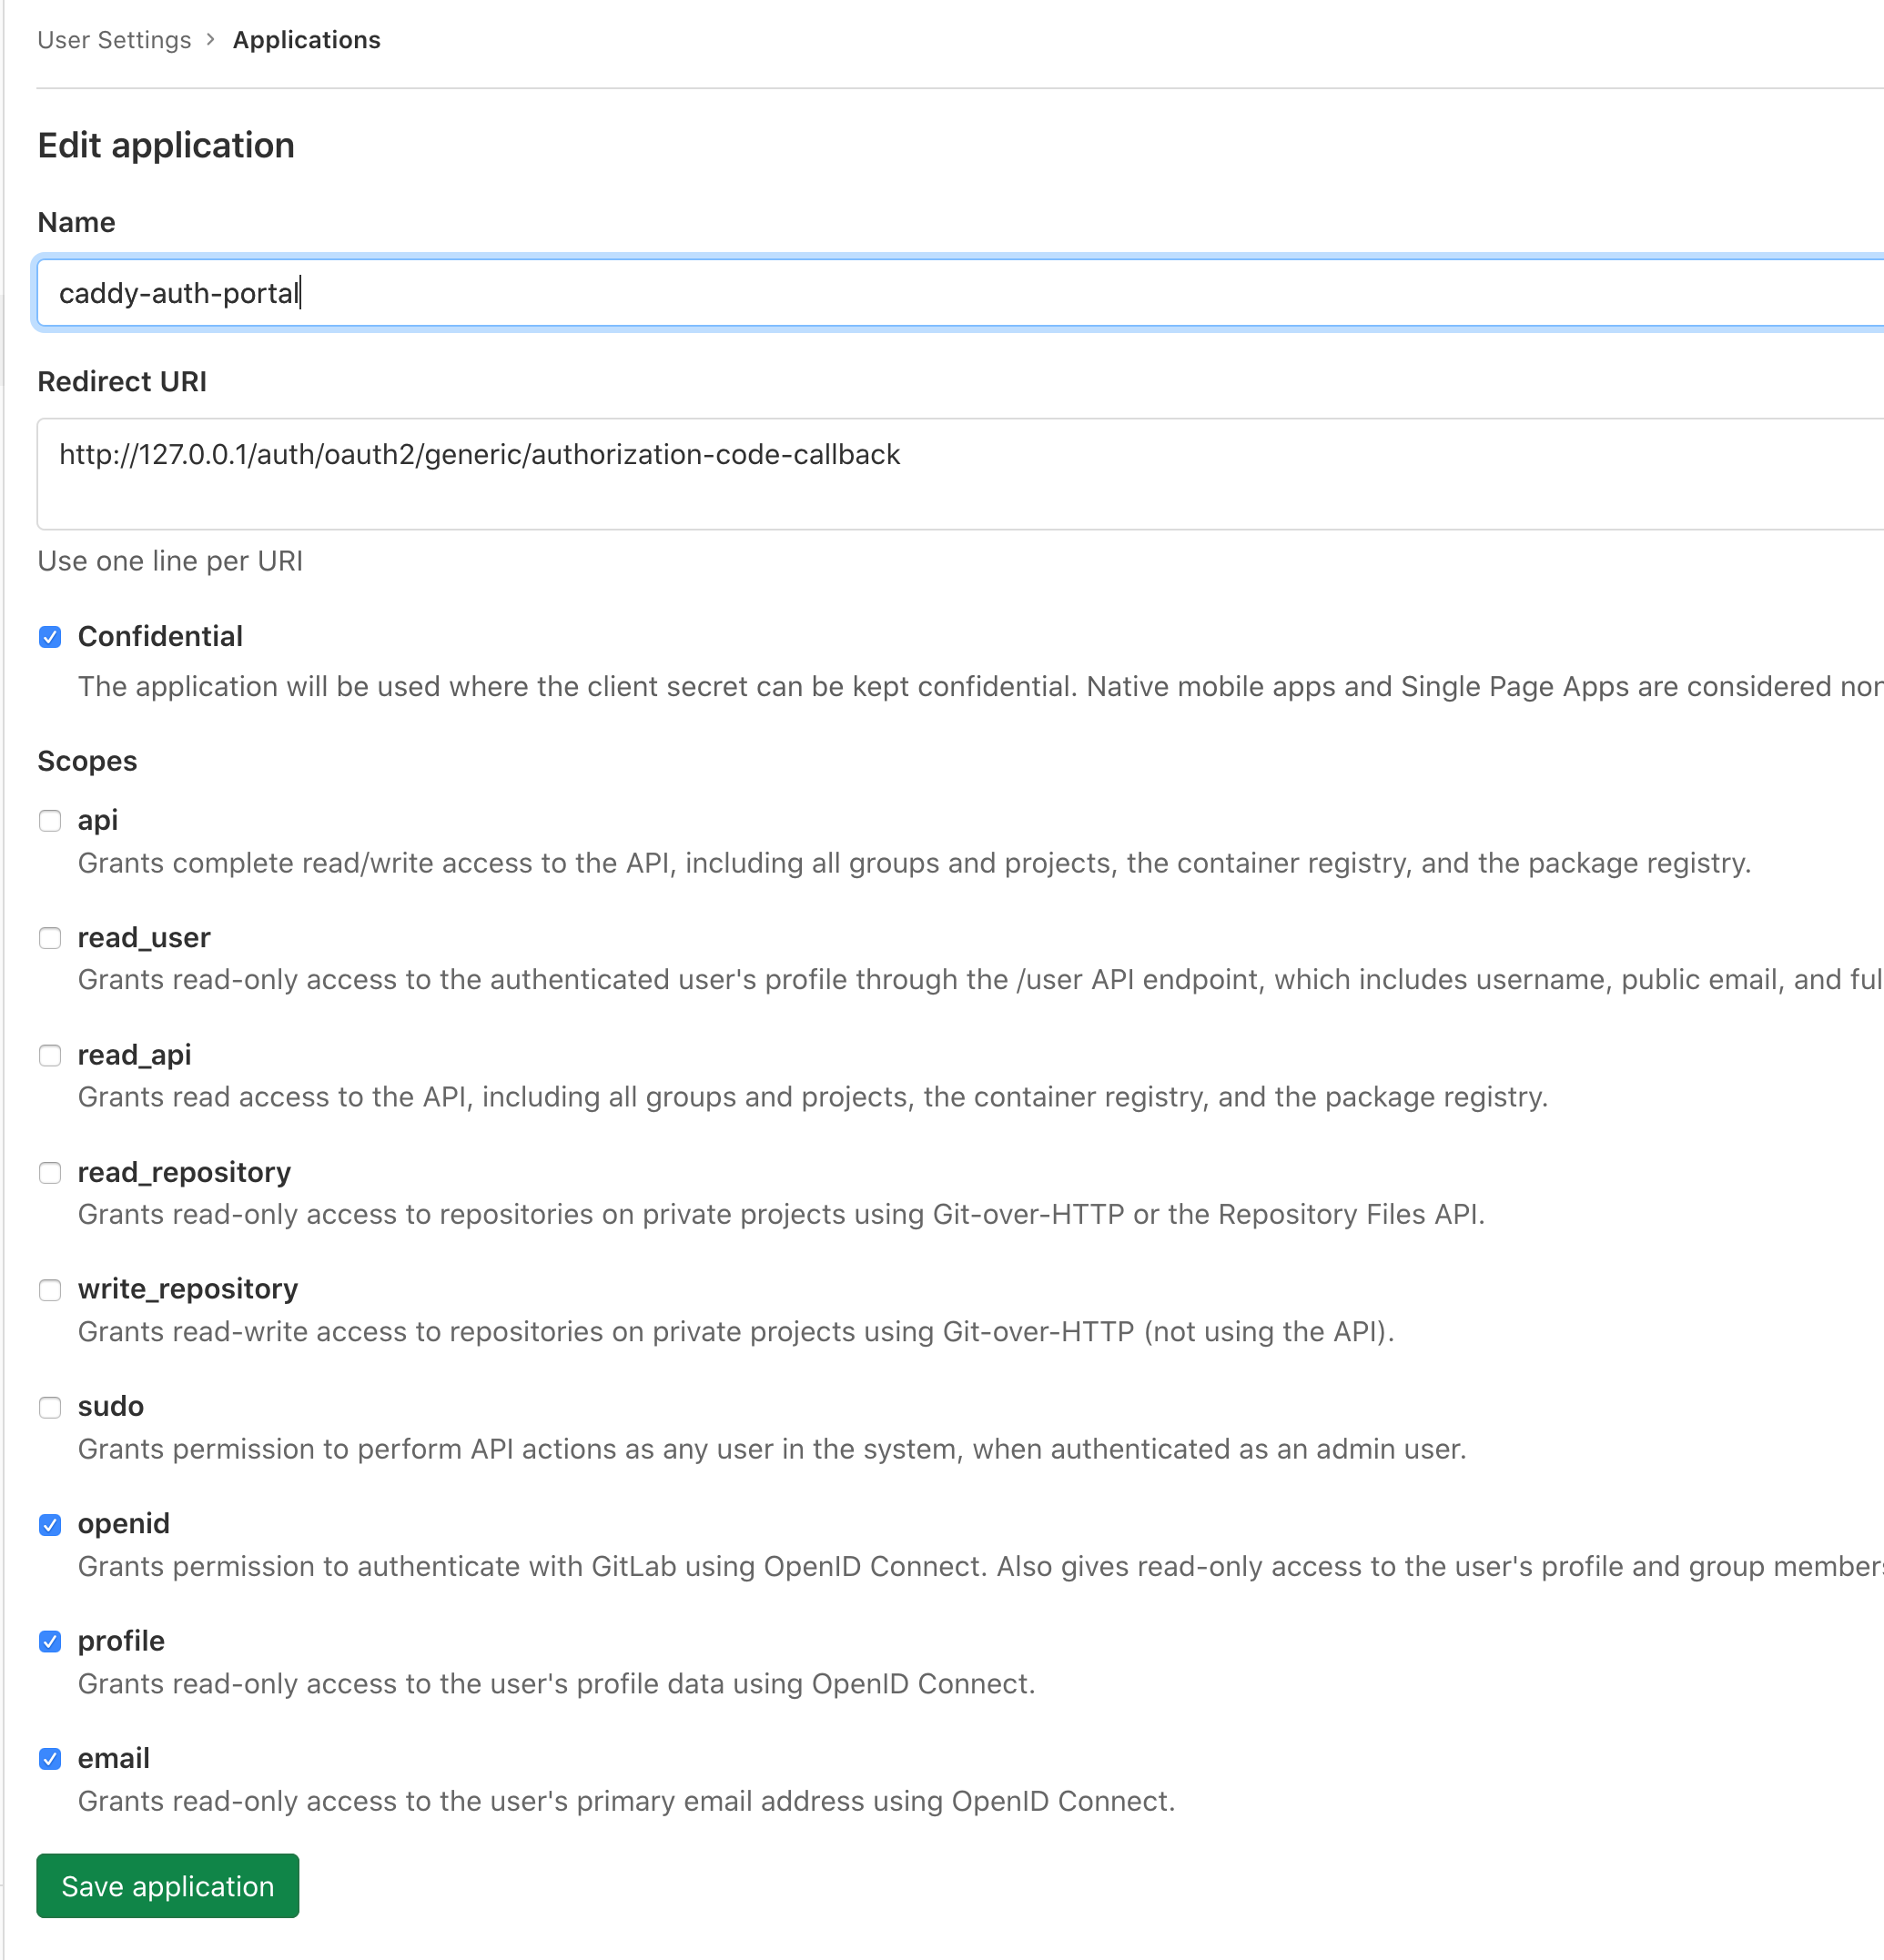 User Settings > Applications
Edit application
Name
caddy-auth-portal
Redirect URI
http://127.0.0.1/auth/oauth2/generic/authorization-code-callback
Use one line per URI
Confidential
The application will be used where the client secret can be kept confidential. Native mobile apps and Single Page Apps are considered
Scopes
api
Grants complete read/write access to the API, including all groups and projects, the container registry, and the package registry.
read_user
Grants read-only access to the authenticated user's profile through the /user API endpoint, which includes username, public email, and
read_api
Grants read access to the API, including all groups and projects, the container registry, and the package registry.
read_repository
Grants read-only access to repositories on private projects using Git-over-HTTP or the Repository Files API.
write_repository
Grants read-write access to repositories on private projects using Git-over-HTTP (not using the API).
sudo
Grants permission to perform API actions as any user in the system, when authenticated as an admin user.
openid
Grants permission to authenticate with GitLab using OpenID Connect. Also gives read-only access to the user's profile and group
profile
Grants read-only access to the user's profile data using OpenID Connect.
email
Grants read-only access to the user's primary email address using OpenID Connect.
Save application